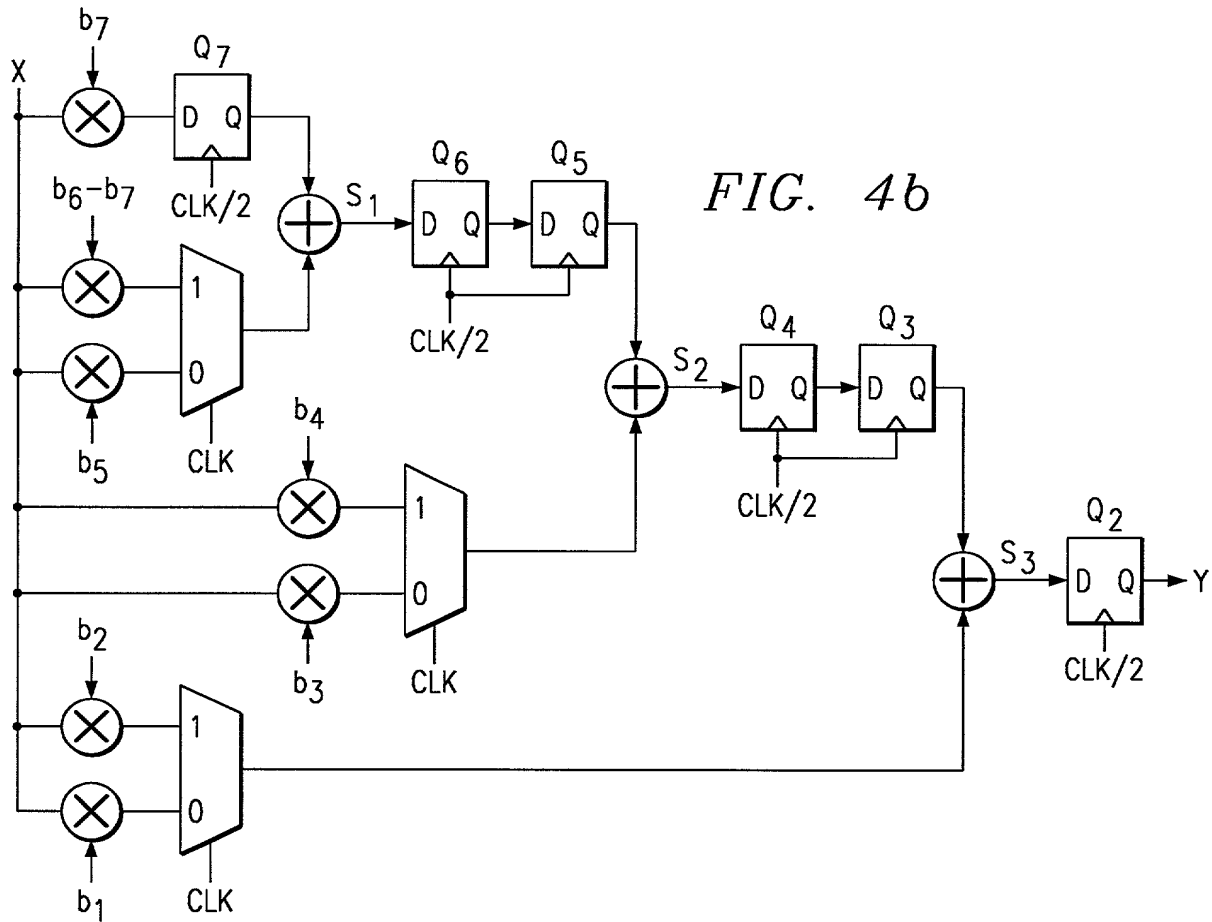 b7
Q7
X
D Q
CLK/2
b6-b7
S1
Q6
Q5
D Q
D Q
CLK/2
FIG. 4b
1
0
b5
CLK
S2
Q4
Q3
D Q
D Q
CLK/2
b4
1
0
b3
CLK
S3
Q2
D Q
Y
CLK/2
b2
1
0
b1
CLK